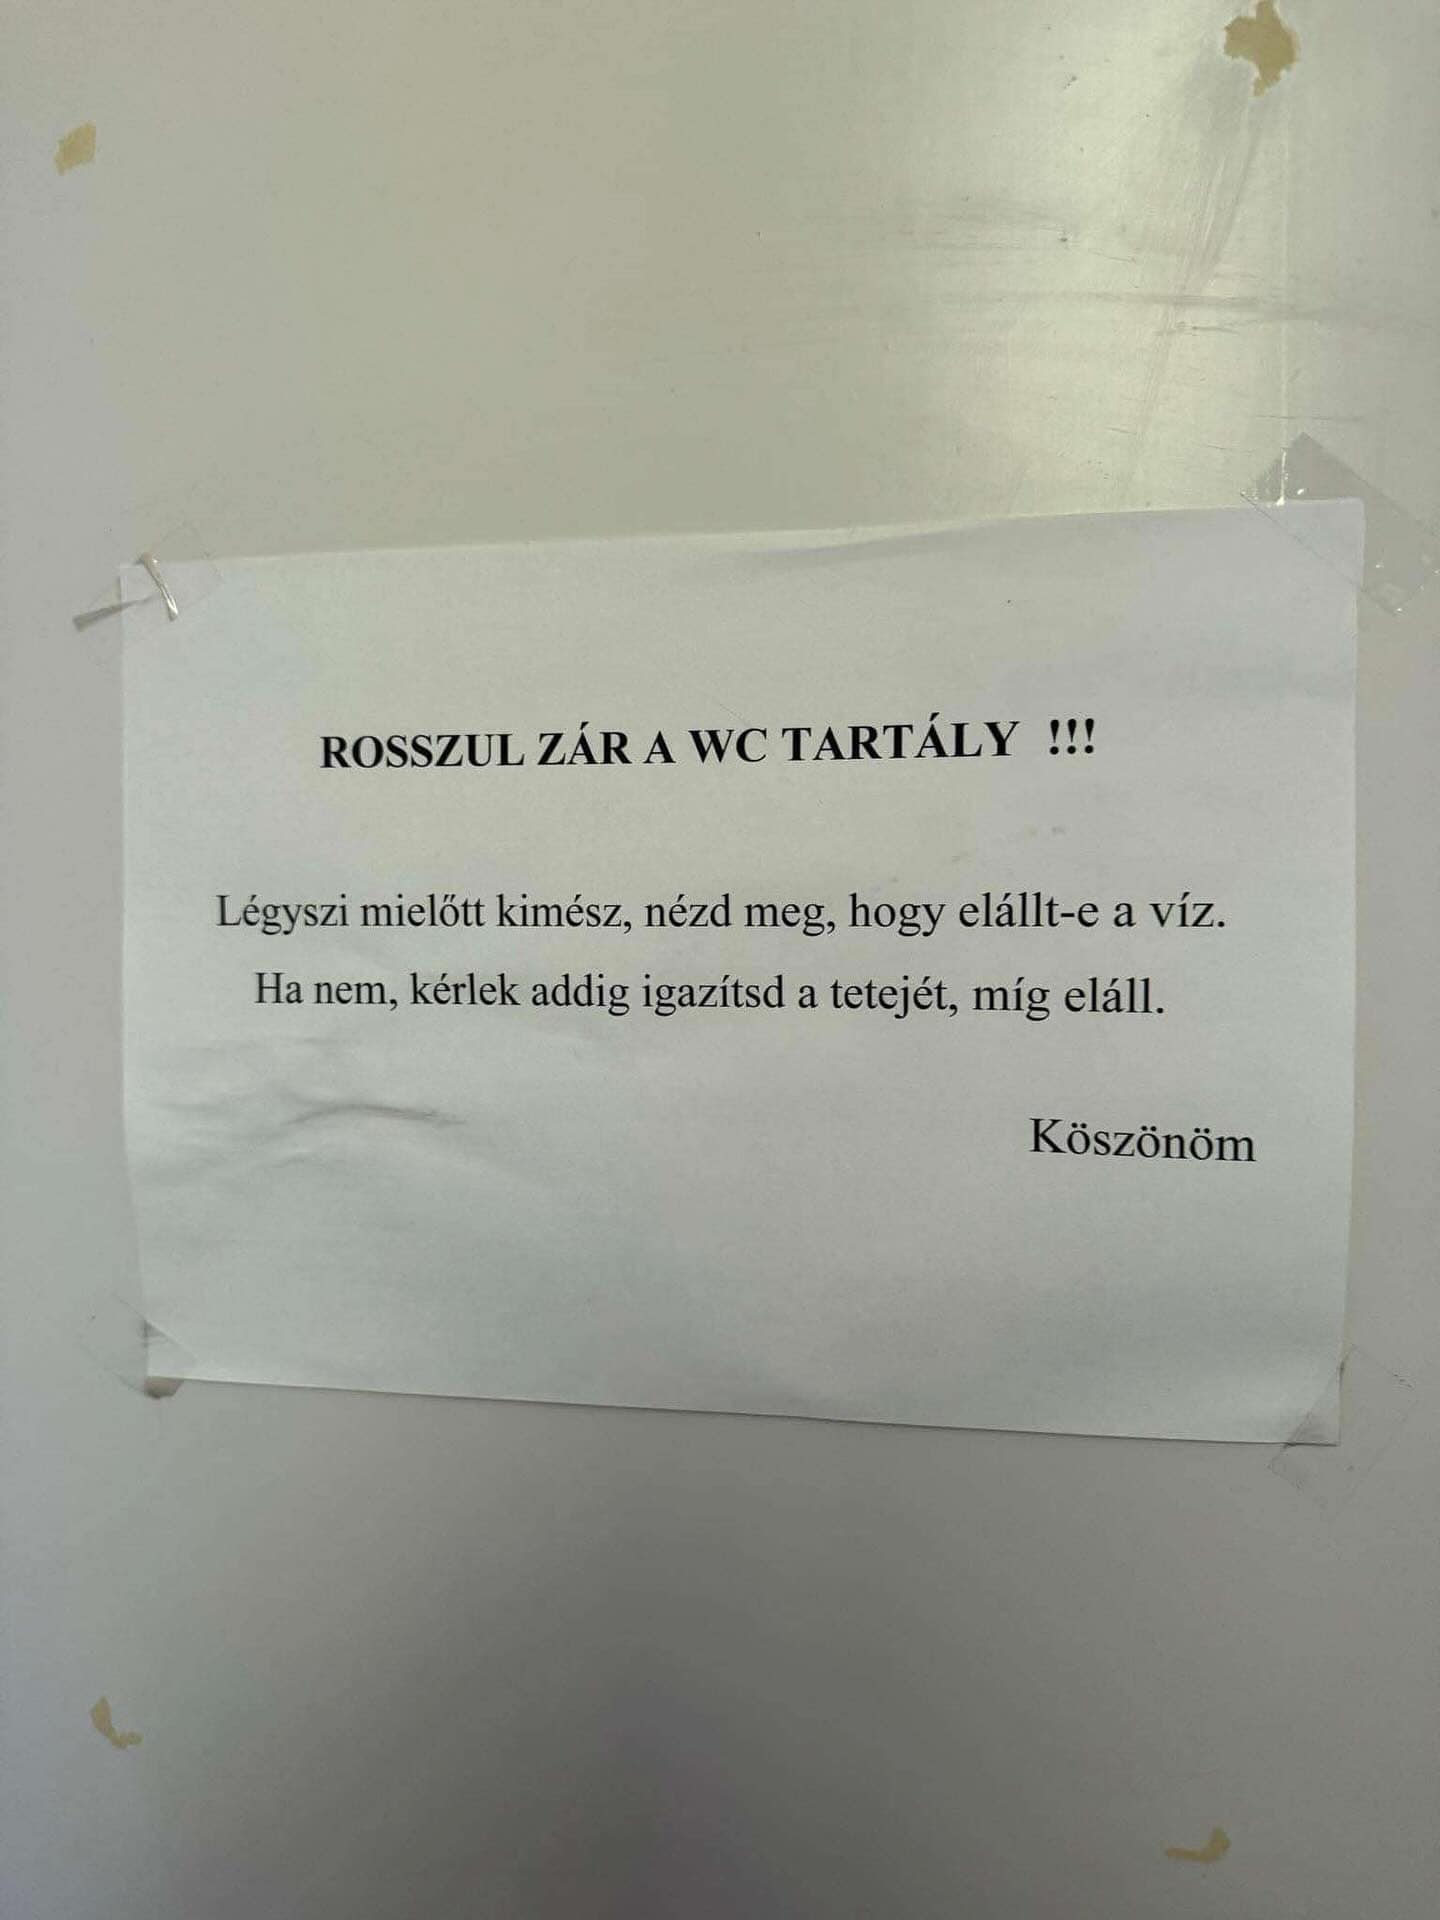 ROSSZUL ZÁR A WC TARTÁLY !!!
Légyszi mielőtt kimész, nézd meg, hogy elállt-e a víz.
Ha nem, kérlek addig igazítsd a tetejét, míg eláll.
Köszönöm